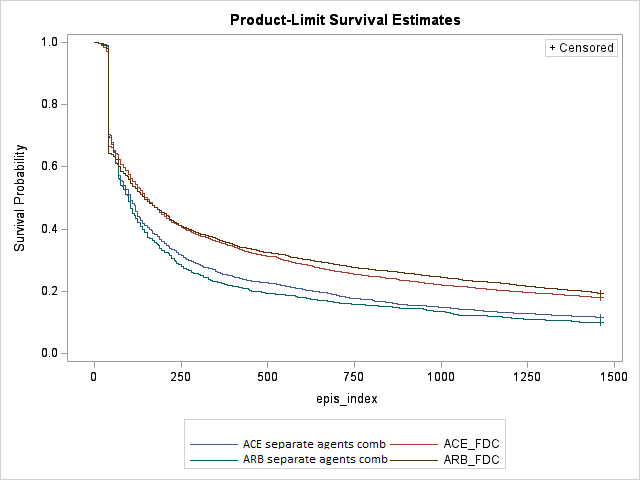 Product-Limit Survival Estimates
+ Censored
1.0
0.8
0.6
0.4
0.2
0.0
Survival Probability
0 250 500 750 1000 1250 1500
epis_index
ACE separate agents comb ACE_FDC
ARB separate agents comb ARB_FDC